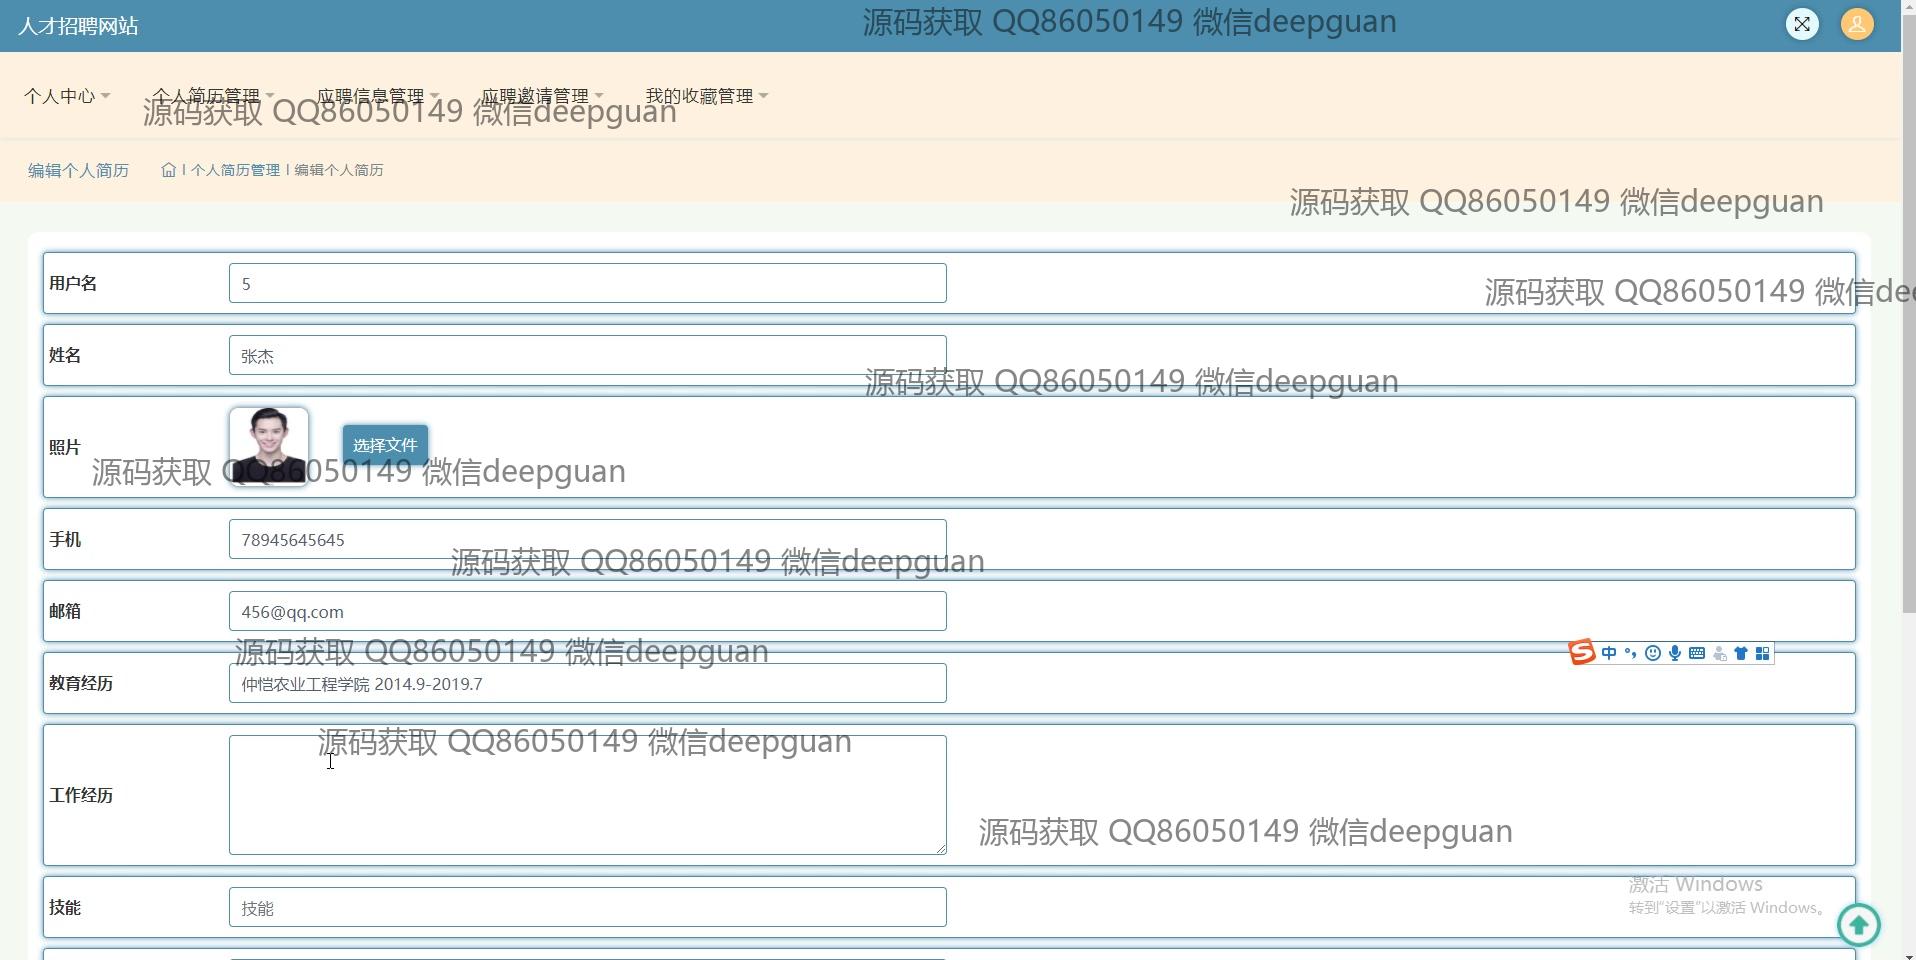 人才招聘网站
源码获取 QQ86050149 微信deepguan
个人中心 个人简历管理 应聘信息管理 应聘邀请管理 我的收藏管理
源码获取 QQ86050149 微信deepguan
编辑个人简历 | 个人简历管理 | 编辑个人简历
源码获取 QQ86050149 微信deepguan
用户名 5
源码获取 QQ86050149 微信dee
姓名 张杰
源码获取 QQ86050149 微信deepguan
照片 选择文件
源码获取 QQ86050149 微信deepguan
手机 78945645645
源码获取 QQ86050149 微信deepguan
邮箱 456@qq.com
源码获取 QQ86050149 微信deepguan
中
教育经历 仲恺农业工程学院 2014.9-2019.7
源码获取 QQ86050149 微信deepguan
工作经历
源码获取 QQ86050149 微信deepguan
激活 Windows
技能 技能
转到“设置”以激活 Windows。